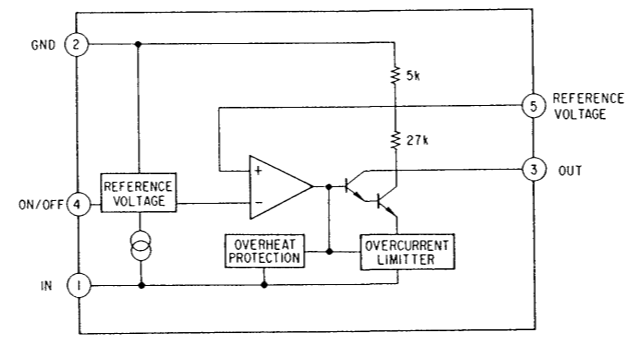 GND 2
5k
5 REFERENCE
VOLTAGE
27k
+
3 OUT
REFERENCE
VOLTAGE
ON/OFF 4
−
OVERHEAT
PROTECTION
OVERCURRENT
LIMITTER
IN 1